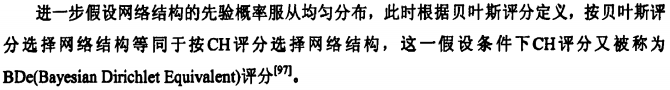 进一步假设网络结构的先验概率服从均匀分布，此时根据贝叶斯评分定义，按贝叶斯评
分选择网络结构等同于按CH评分选择网络结构，这一假设条件下CH评分又被称为
BDe(Bayesian Dirichlet Equivalent)评分[97]。